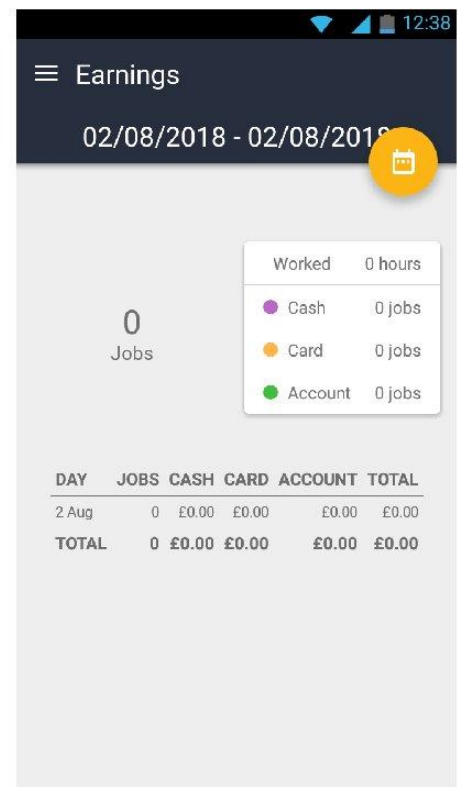 12:38
Earnings
02/08/2018 - 02/08/2018
Worked 0 hours
Cash 0 jobs
0
Jobs
Card 0 jobs
Account 0 jobs
DAY JOBS CASH CARD ACCOUNT TOTAL
2 Aug 0 £0.00 £0.00 £0.00 £0.00
TOTAL 0 £0.00 £0.00 £0.00 £0.00